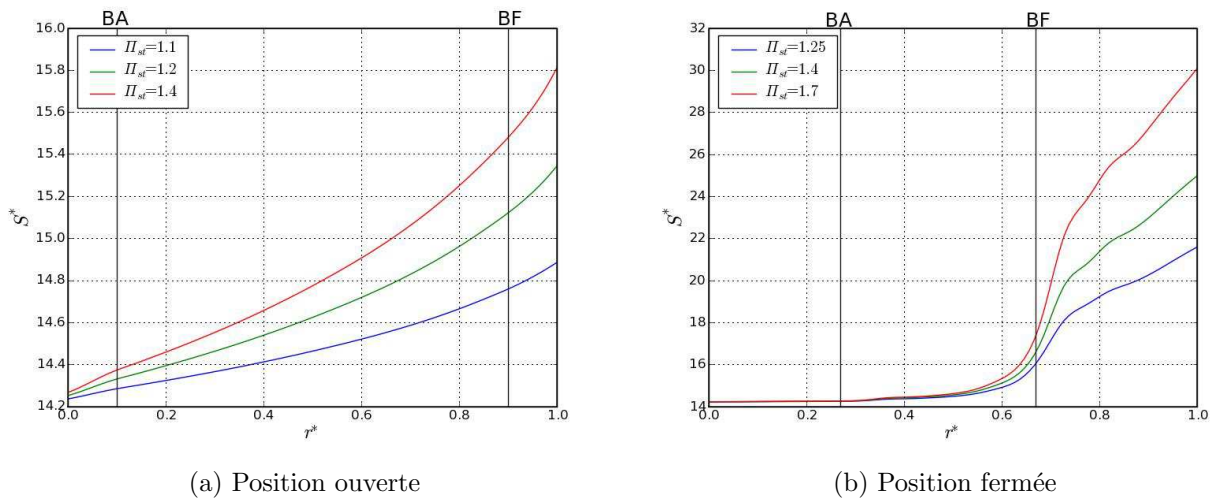 BA
BF
16.0
15.8
15.6
15.4
15.2
15.0
14.8
14.6
14.4
14.2
Π_st=1.1
Π_st=1.2
Π_st=1.4
S*
0.0 0.2 0.4 0.6 0.8 1.0
r*
(a) Position ouverte
BA
BF
32
30
28
26
24
22
20
18
16
14
Π_st=1.25
Π_st=1.4
Π_st=1.7
S*
0.0 0.2 0.4 0.6 0.8 1.0
r*
(b) Position fermée